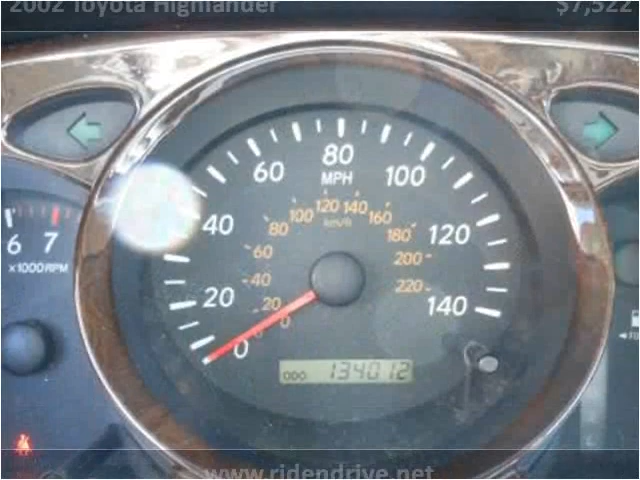 2002 Toyota Highlander $7,522
80
60 100
MPH
120 140
100 160
km/h
40 80 180 120
6 7 60 200
x1000RPM 40 220
20 20 140
0 0
ODO 134012
www.ridendrive.net